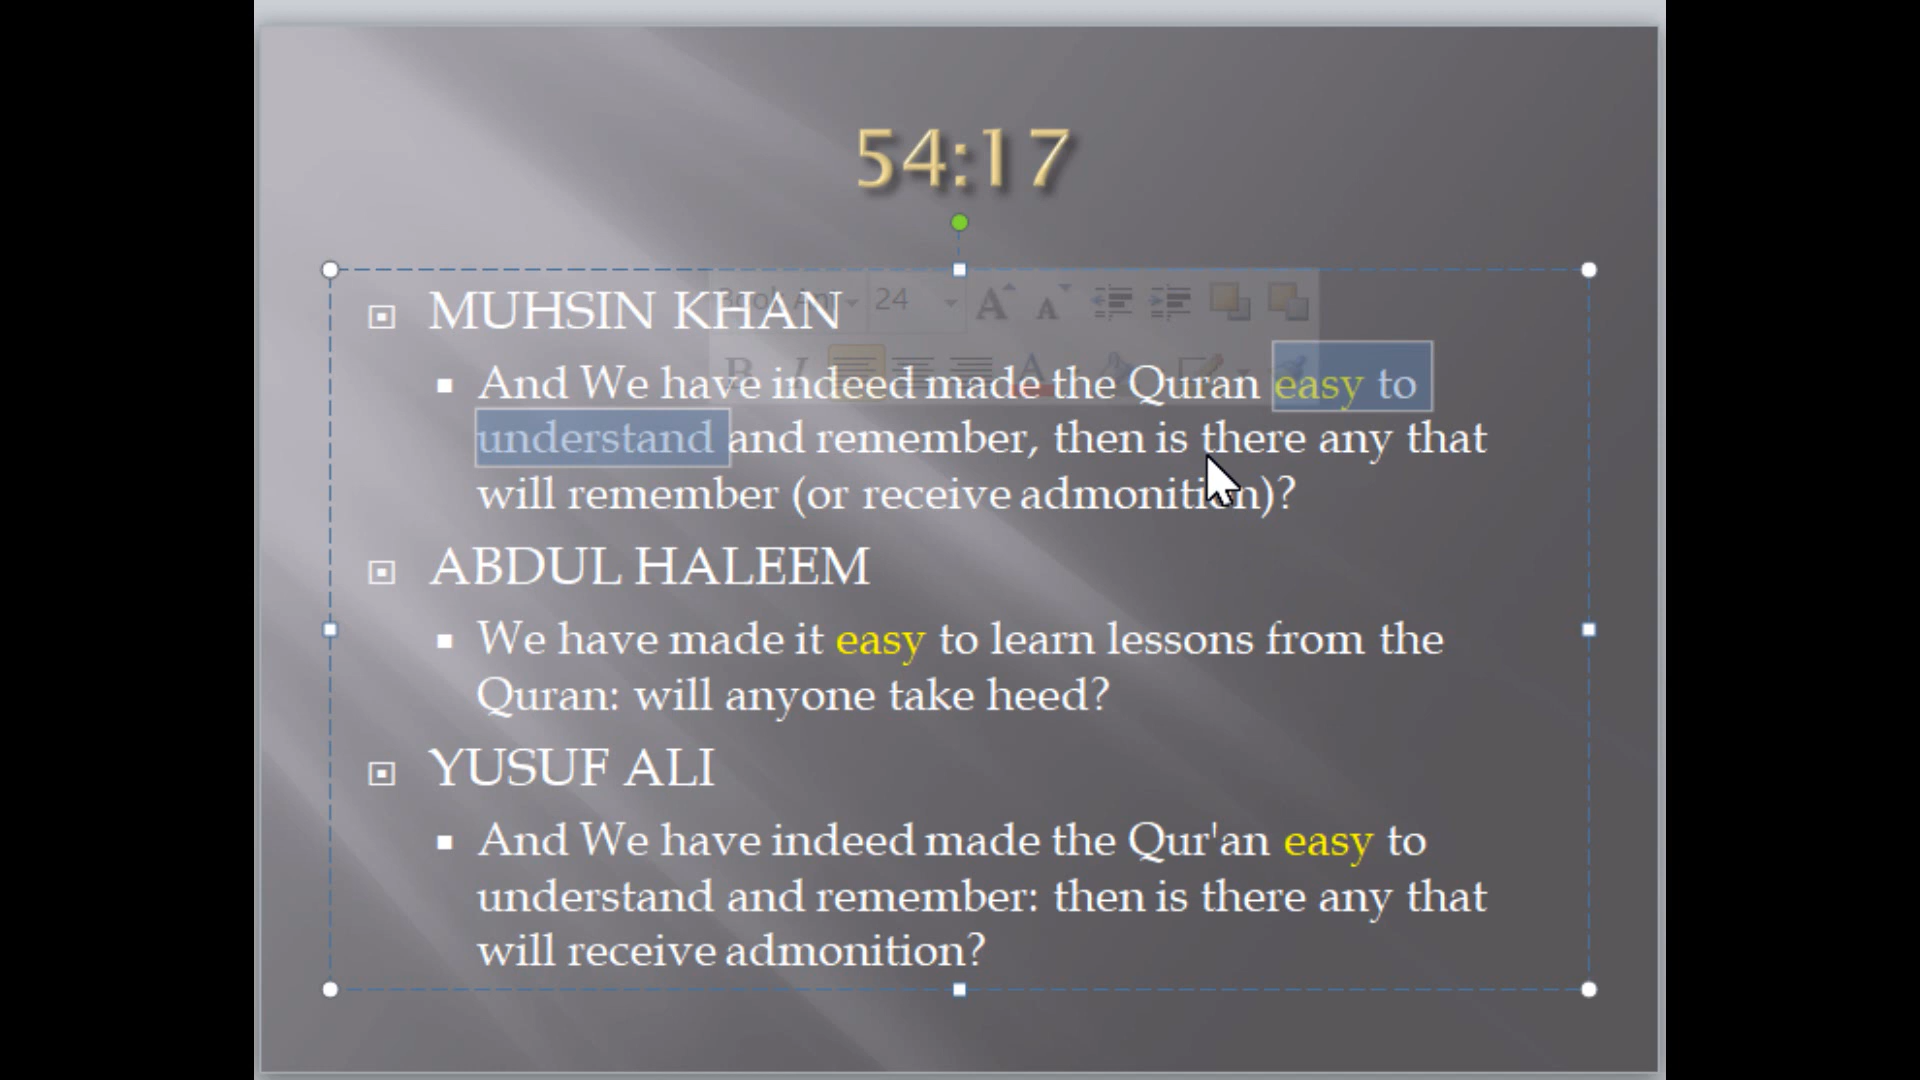 54:17
MUHSIN KHAN
24
And We have indeed made the Quran easy to
understand and remember, then is there any that
will remember (or receive admonition)?
ABDUL HALEEM
We have made it easy to learn lessons from the
Quran: will anyone take heed?
YUSUF ALI
And We have indeed made the Qur'an easy to
understand and remember: then is there any that
will receive admonition?